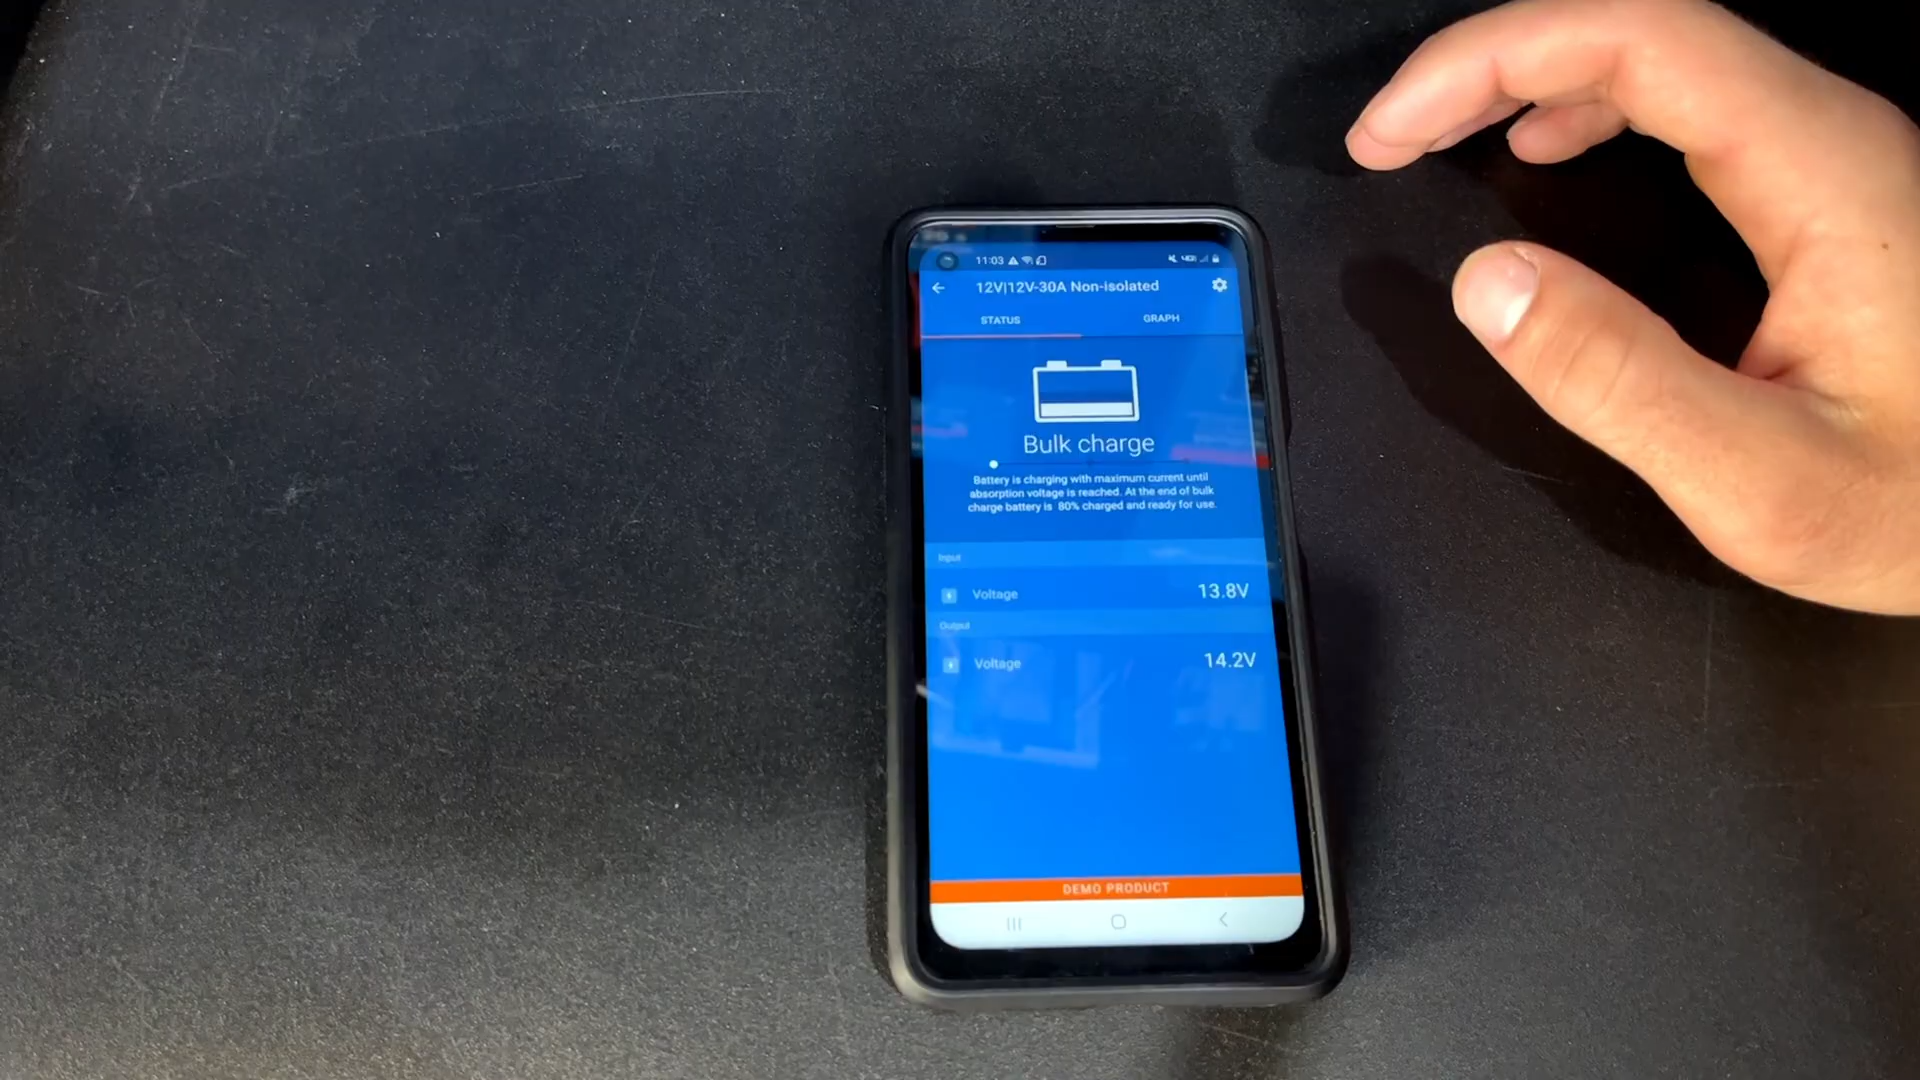 11:03
12V|12V-30A Non-isolated
STATUS
GRAPH
Bulk charge
Battery is charging with maximum current until
absorption voltage is reached. At the end of bulk
charge battery is 80% charged and ready for use.
Input
Voltage
13.8V
Output
Voltage
14.2V
DEMO PRODUCT